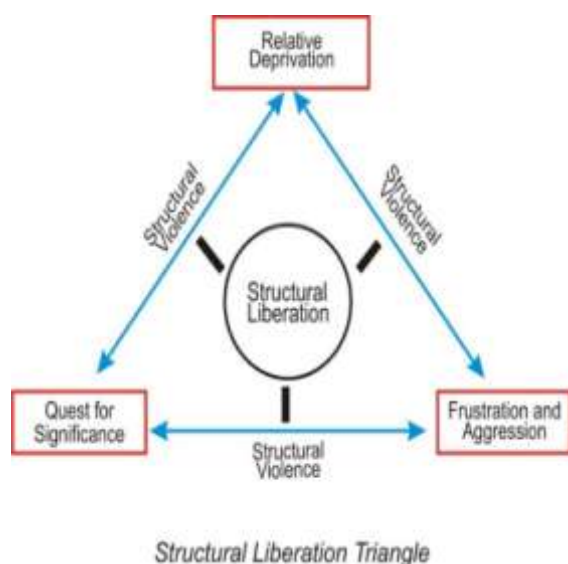 Relative
Deprivation
Structural
Violence
Structural
Violence
Structural
Liberation
Quest for
Significance
Frustration and
Aggression
Structural
Violence
Structural Liberation Triangle